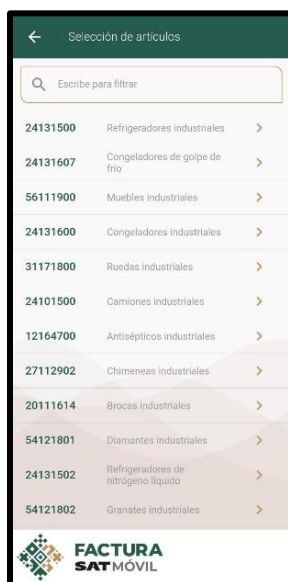 Selección de artículos
Escribe para filtrar
24131500 Refrigeradores industriales
24131607 Congeladores de golpe de
frío
56111900 Muebles industriales
24131600 Congeladores industriales
31171800 Ruedas industriales
24101500 Camiones industriales
12164700 Antisépticos industriales
27112902 Chimeneas industriales
20111614 Brocas industriales
54121801 Diamantes industriales
24131502 Refrigeradores de
nitrógeno líquido
54121802 Granates industriales
FACTURA
SAT MÓVIL